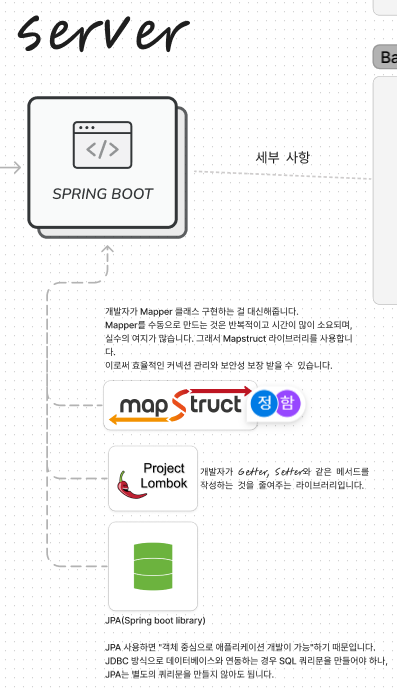 server
Ba
</>
SPRING BOOT
세부 사항
개발자가 Mapper 클래스 구현하는 걸 대신해줍니다.
Mapper를 수동으로 만드는 것은 반복적이고 시간이 많이 소요되며,
실수의 여지가 많습니다. 그래서 Mapstruct 라이브러리를 사용합니
다.
이로써 효율적인 커넥션 관리와 보안성 보장 받을 수 있습니다.
map Struct
정 함
Project
Lombok
개발자가 Getter, Setter와 같은 메서드를
작성하는 것을 줄여주는 라이브러리입니다.
JPA(Spring boot library)
JPA 사용하면 "객체 중심으로 애플리케이션 개발이 가능"하기 때문입니다.
JDBC 방식으로 데이터베이스와 연동하는 경우 SQL 쿼리문을 만들어야 하나,
JPA는 별도의 쿼리문을 만들지 않아도 됩니다.